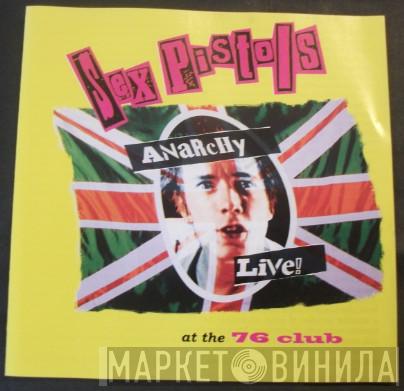 Sex Pistols
ANaRcHy
LiVe!
at the 76 club
МАРКЕТ ВИНИЛА